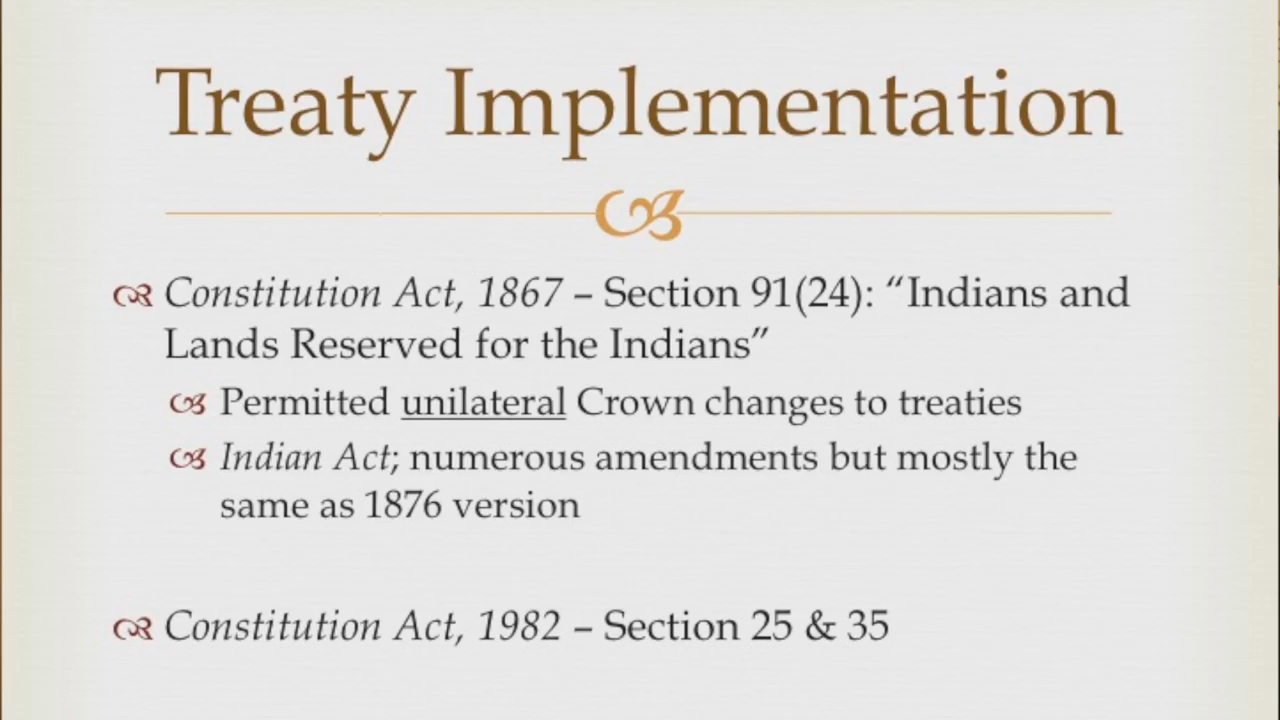 Treaty Implementation
Constitution Act, 1867 – Section 91(24): “Indians and
Lands Reserved for the Indians”
Permitted unilateral Crown changes to treaties
Indian Act; numerous amendments but mostly the
same as 1876 version
Constitution Act, 1982 – Section 25 & 35